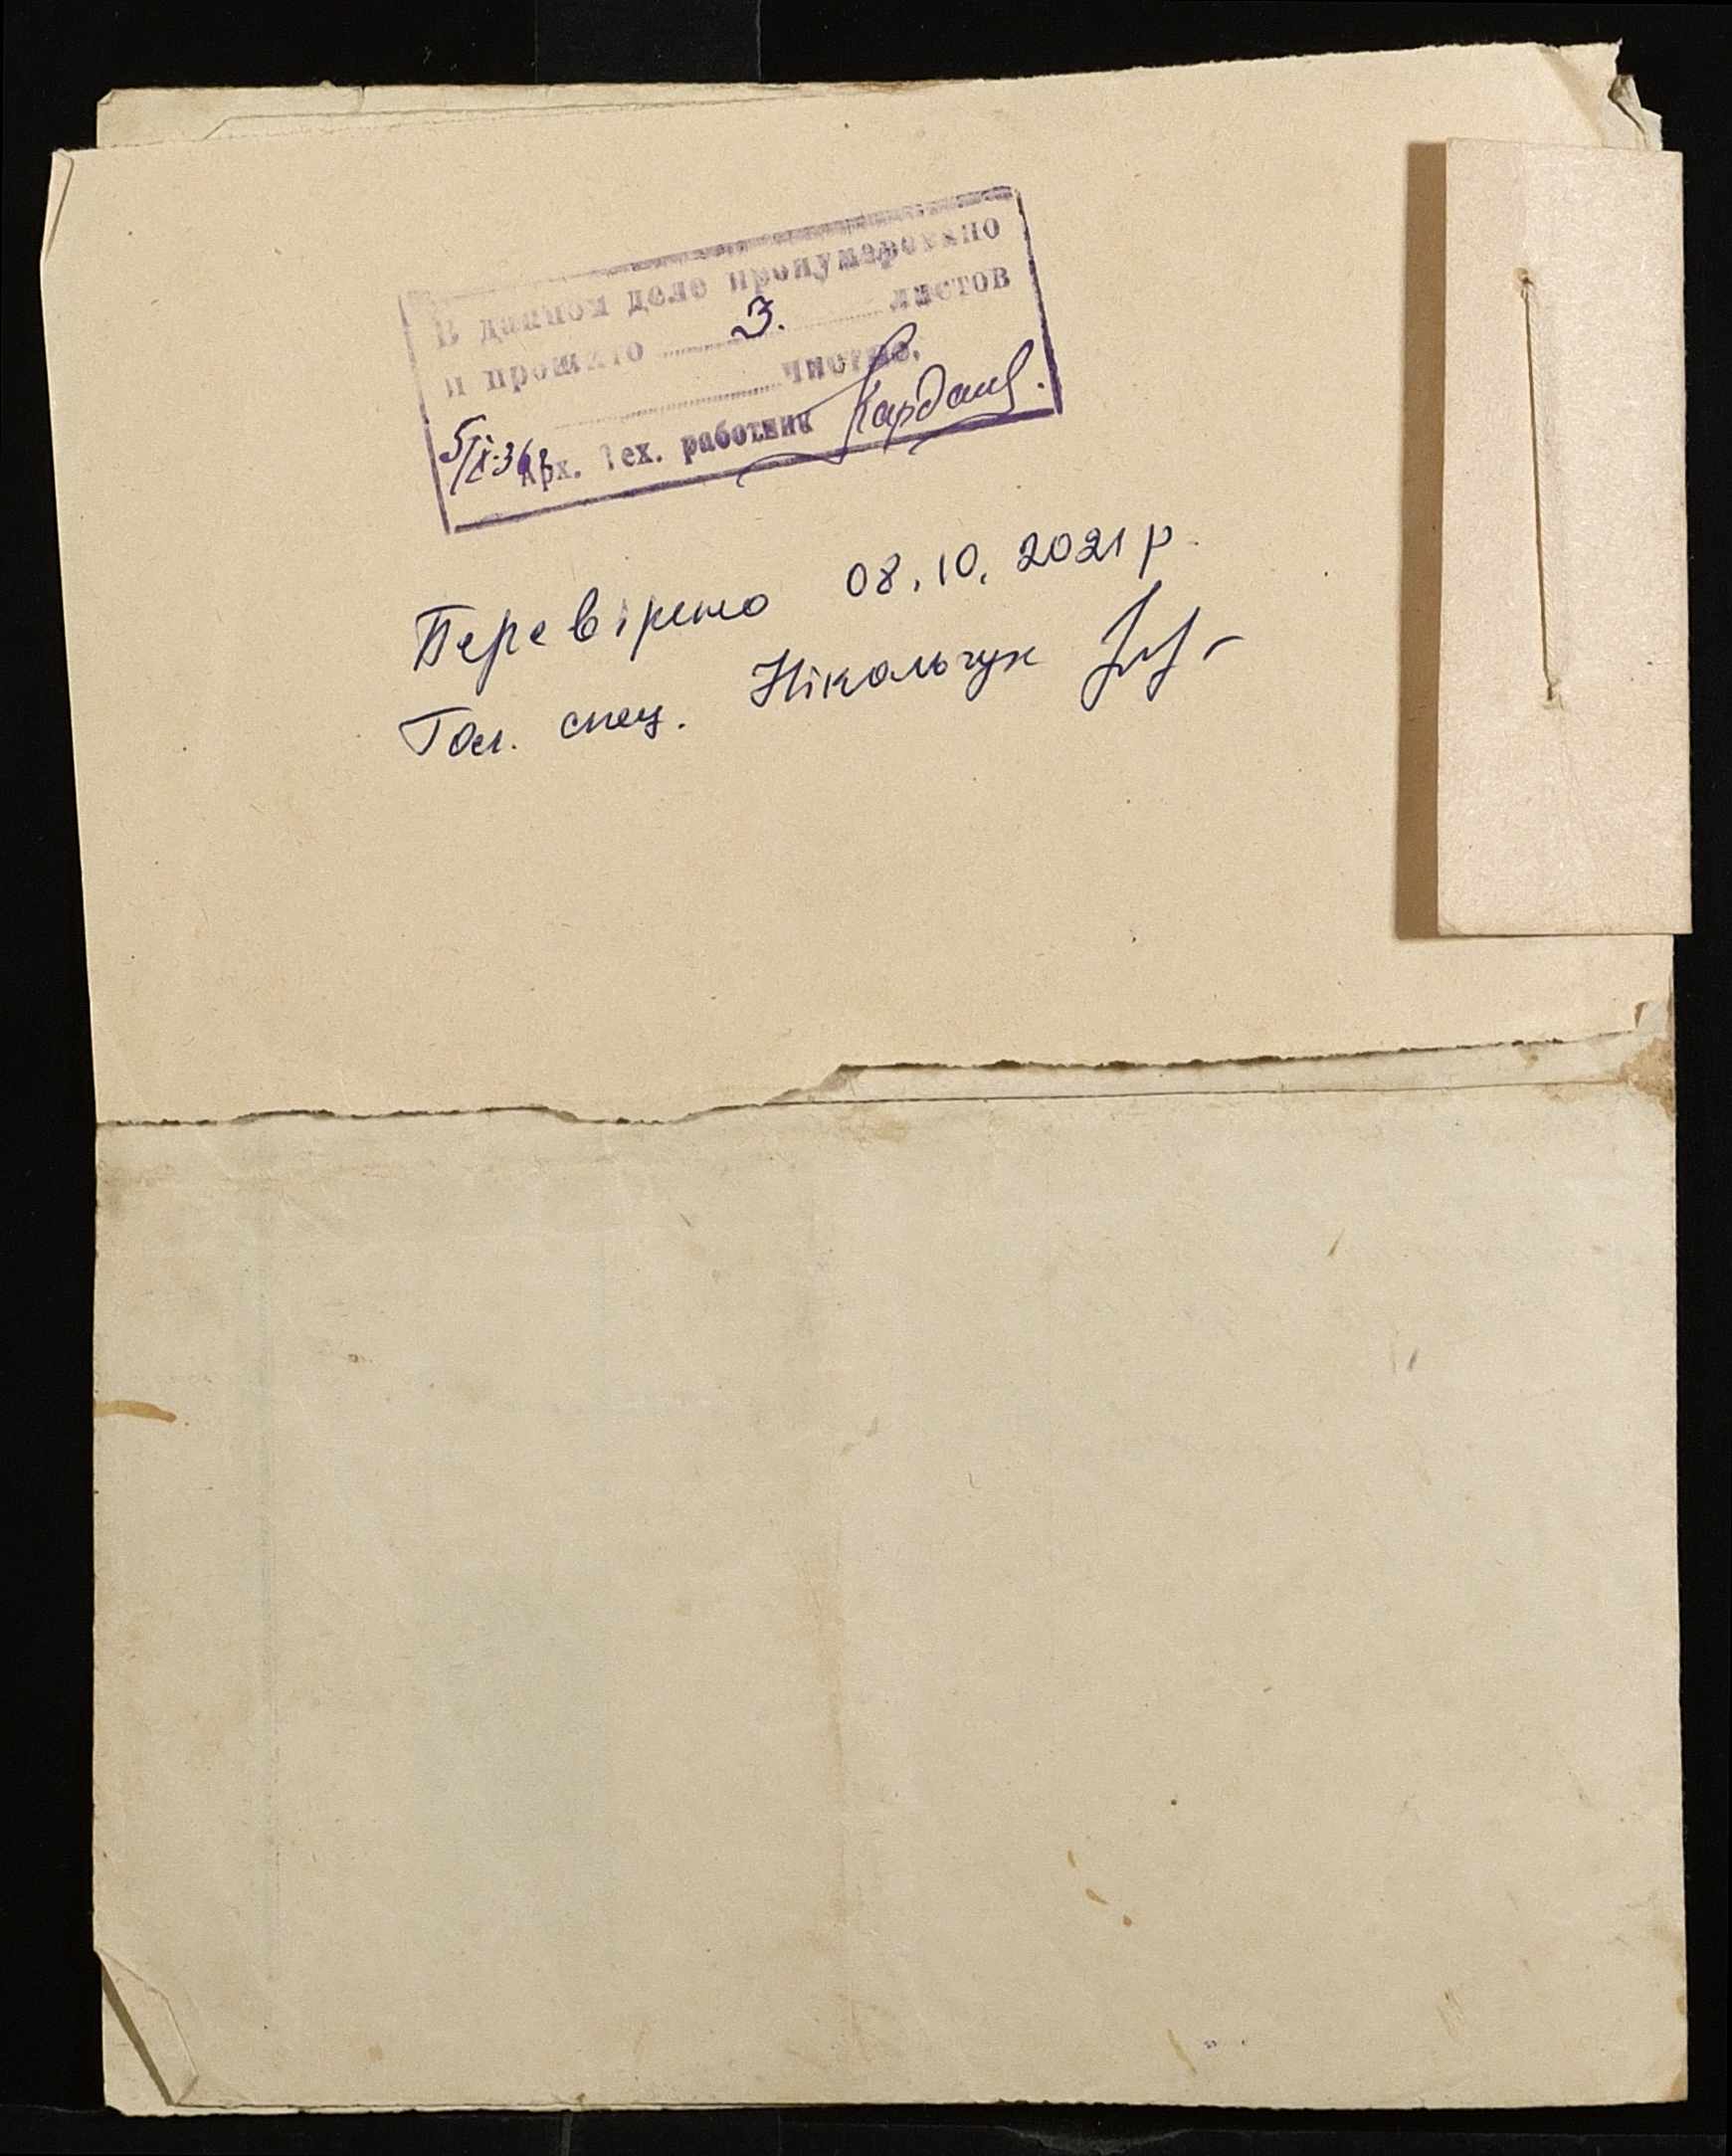 В данном деле пронумеровано
и прошито 3. листов
чистые.
5/IX-36 г. Арх. Тех. работник Кардаш.
Перевірено 08.10.2021 р.
Гол. спец. Нікольчук